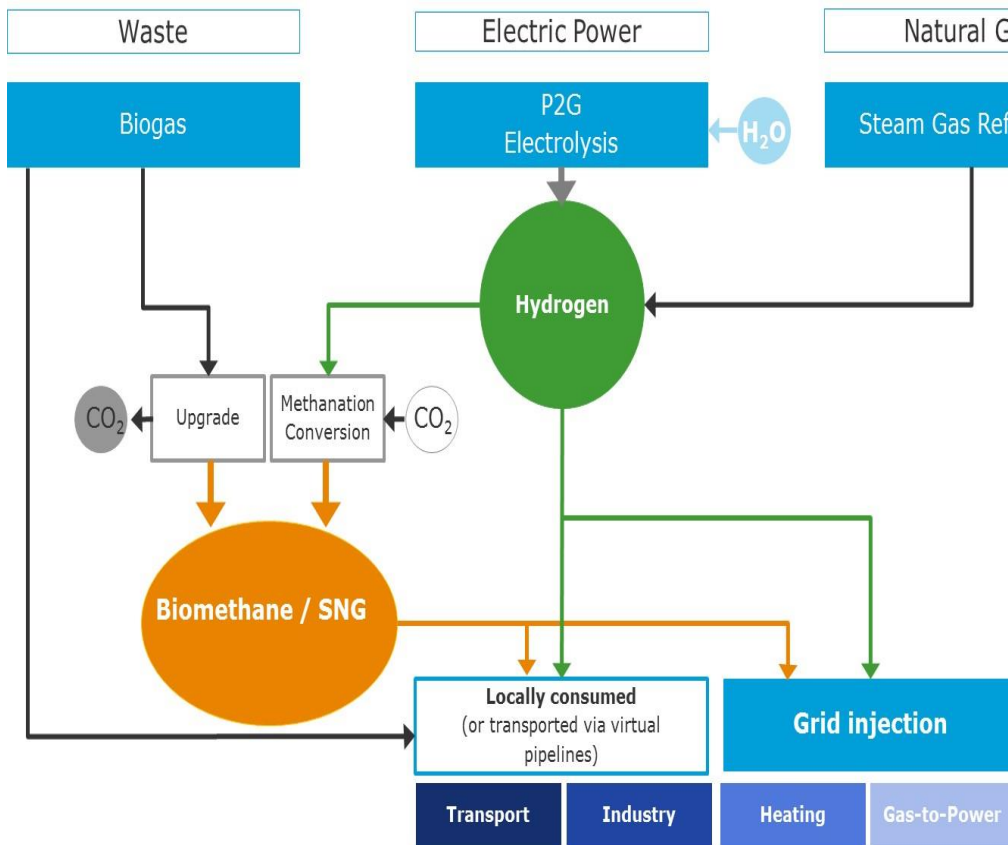 Waste
Electric Power
Natural G
Biogas
P2G
Electrolysis
H₂O
Steam Gas Ref
Hydrogen
CO₂
Upgrade
Methanation
Conversion
CO₂
Biomethane / SNG
Locally consumed
(or transported via virtual
pipelines)
Grid injection
Transport
Industry
Heating
Gas-to-Power